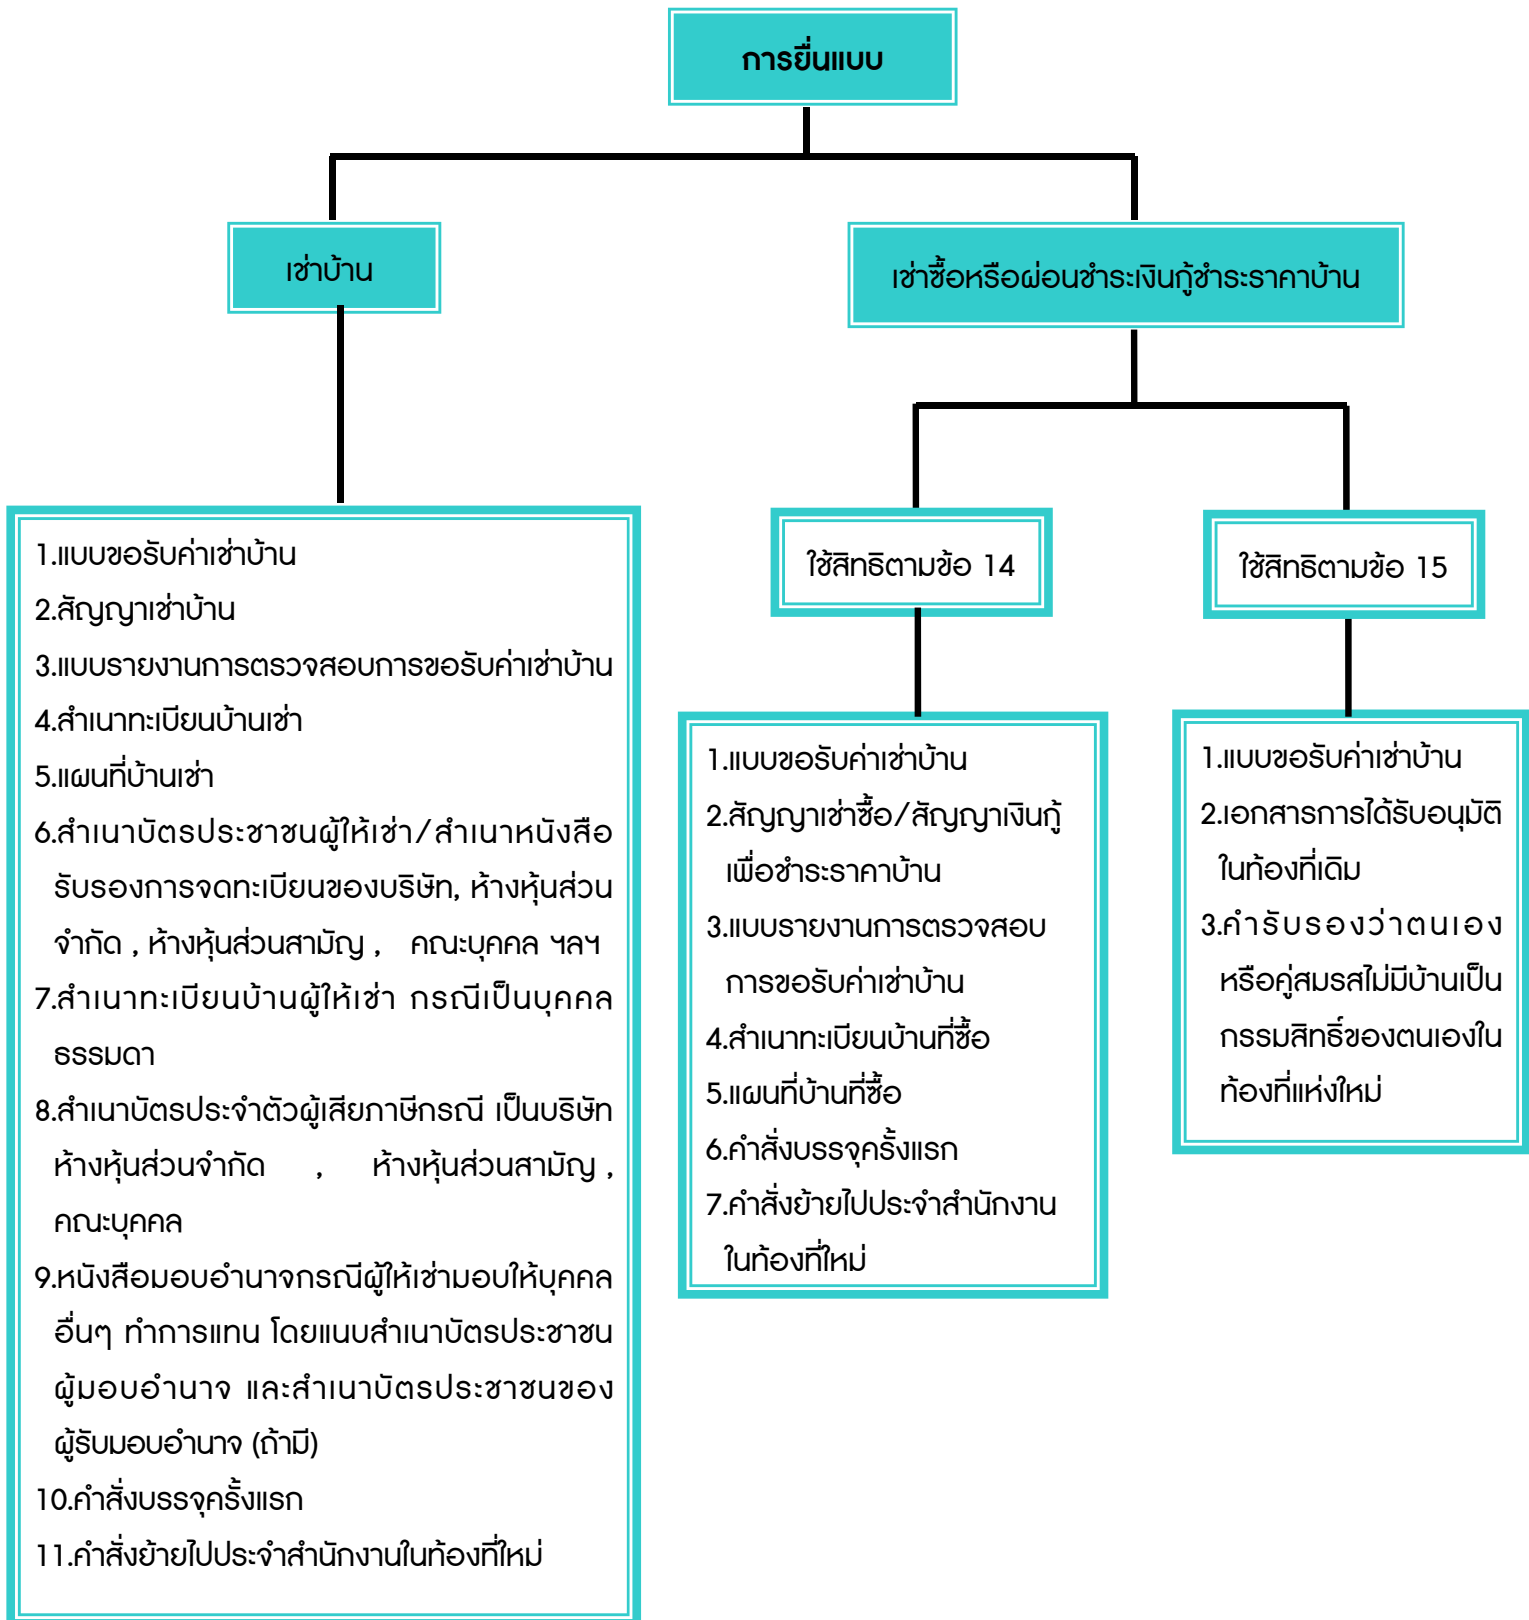 การยื่นแบบ
เช่าบ้าน
เช่าซื้อหรือผ่อนชำระเงินกู้ชำระราคาบ้าน
1.แบบขอรับค่าเช่าบ้าน
2.สัญญาเช่าบ้าน
3.แบบรายงานการตรวจสอบการขอรับค่าเช่าบ้าน
4.สำเนาทะเบียนบ้านเช่า
5.แผนที่บ้านเช่า
6.สำเนาบัตรประชาชนผู้ให้เช่า/สำเนาหนังสือ
รับรองการจดทะเบียนของบริษัท, ห้างหุ้นส่วน
จำกัด , ห้างหุ้นส่วนสามัญ , คณะบุคคล ฯลฯ
7.สำเนาทะเบียนบ้านผู้ให้เช่า กรณีเป็นบุคคล
ธรรมดา
8.สำเนาบัตรประจำตัวผู้เสียภาษีกรณี เป็นบริษัท
ห้างหุ้นส่วนจำกัด , ห้างหุ้นส่วนสามัญ ,
คณะบุคคล
9.หนังสือมอบอำนาจกรณีผู้ให้เช่ามอบให้บุคคล
อื่นๆ ทำการแทน โดยแนบสำเนาบัตรประชาชน
ผู้มอบอำนาจ และสำเนาบัตรประชาชนของ
ผู้รับมอบอำนาจ (ถ้ามี)
10.คำสั่งบรรจุครั้งแรก
11.คำสั่งย้ายไปประจำสำนักงานในท้องที่ใหม่
ใช้สิทธิตามข้อ 14
1.แบบขอรับค่าเช่าบ้าน
2.สัญญาเช่าซื้อ/สัญญาเงินกู้
เพื่อชำระราคาบ้าน
3.แบบรายงานการตรวจสอบ
การขอรับค่าเช่าบ้าน
4.สำเนาทะเบียนบ้านที่ซื้อ
5.แผนที่บ้านที่ซื้อ
6.คำสั่งบรรจุครั้งแรก
7.คำสั่งย้ายไปประจำสำนักงาน
ในท้องที่ใหม่
ใช้สิทธิตามข้อ 15
1.แบบขอรับค่าเช่าบ้าน
2.เอกสารการได้รับอนุมัติ
ในท้องที่เดิม
3.คำรับรองว่าตนเอง
หรือคู่สมรสไม่มีบ้านเป็น
กรรมสิทธิ์ของตนเองใน
ท้องที่แห่งใหม่